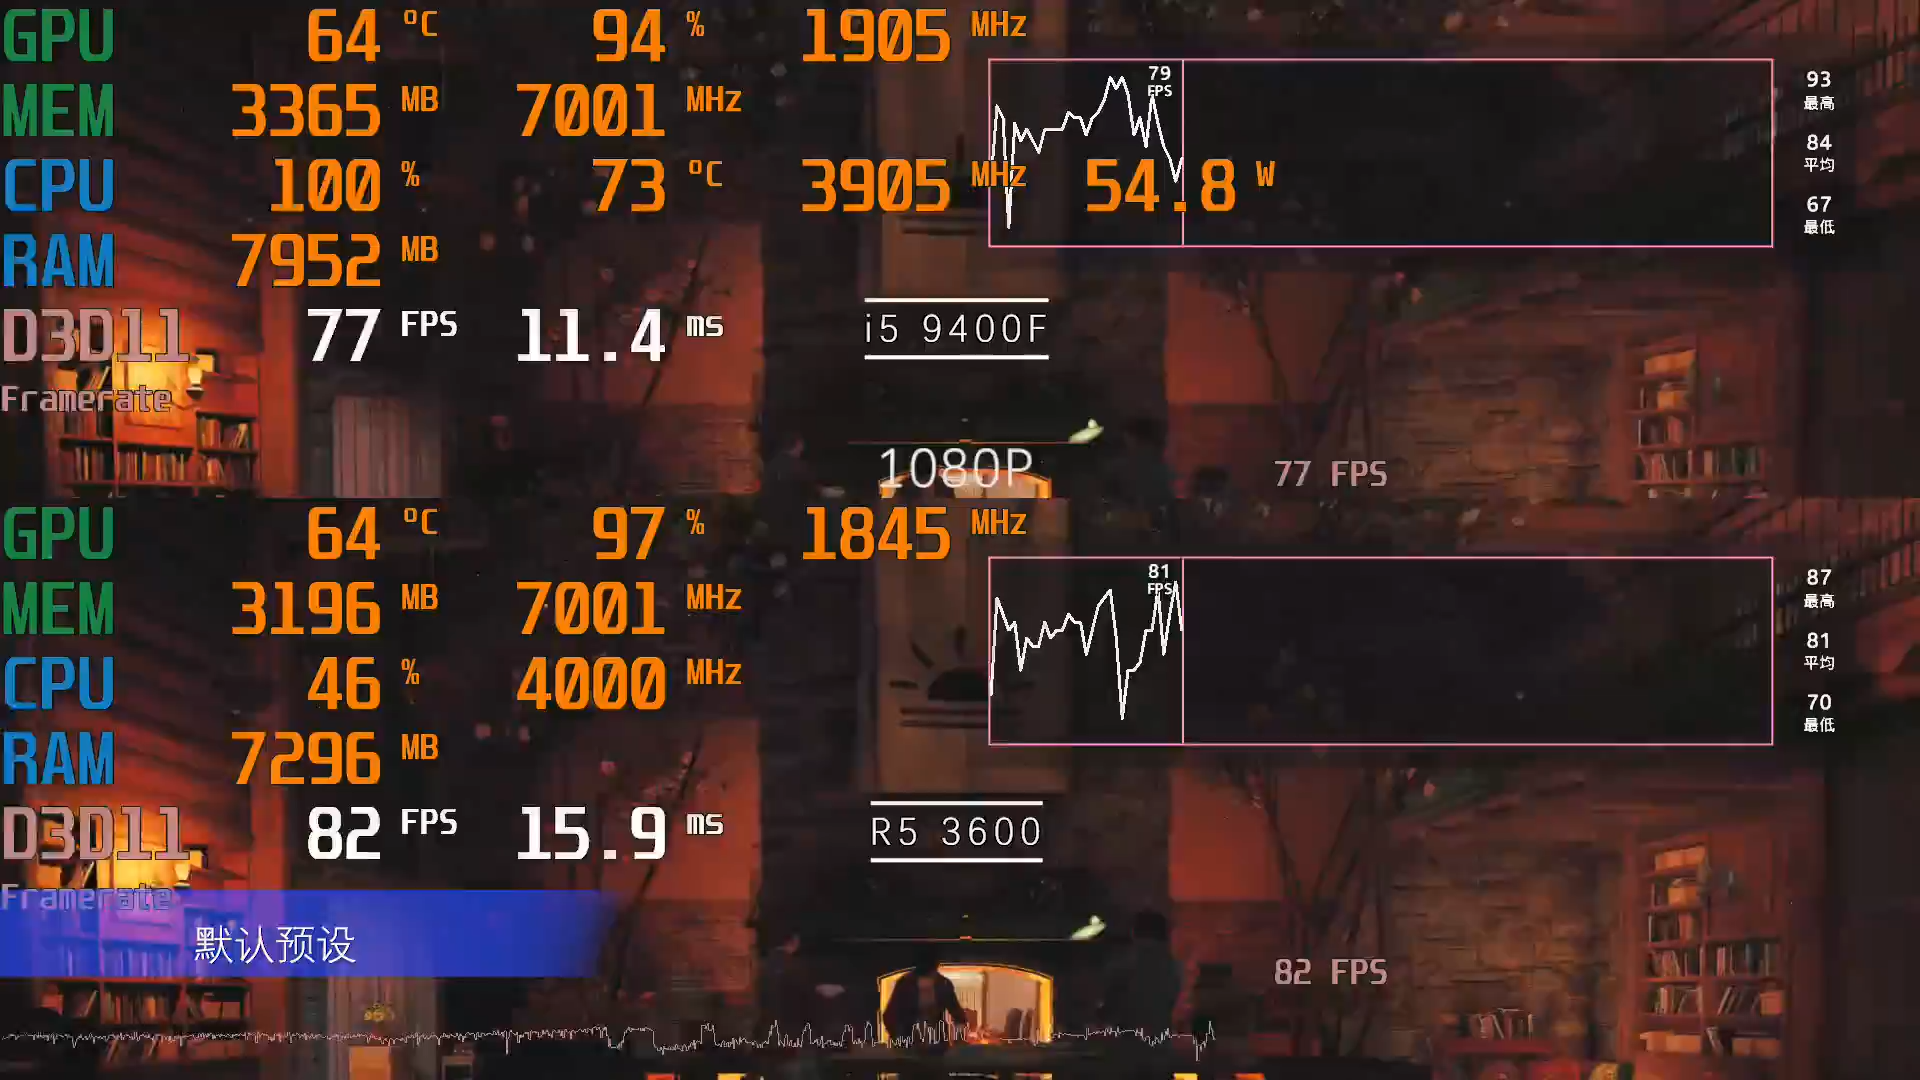 GPU 64 °C 94 % 1905 MHz
MEM 3365 MB 7001 MHz
CPU 100 % 73 °C 3905 MHz 54.8 W
RAM 7952 MB
D3D11 77 FPS 11.4 ms
Framerate
79 FPS
93 最高
84 平均
67 最低
i5 9400F
1080P
77 FPS
GPU 64 °C 97 % 1845 MHz
MEM 3196 MB 7001 MHz
CPU 46 % 4000 MHz
RAM 7296 MB
D3D11 82 FPS 15.9 ms
Framerate
81 FPS
87 最高
81 平均
70 最低
R5 3600
82 FPS
默认预设